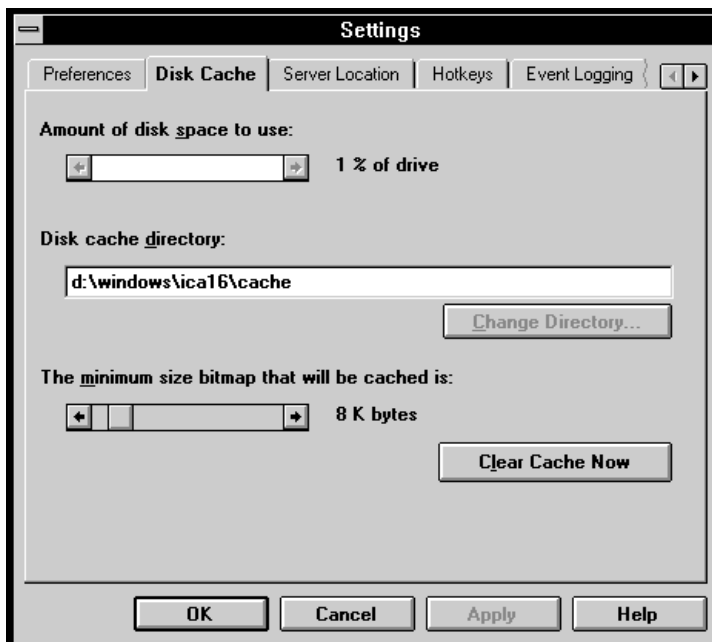 Settings
Preferences Disk Cache Server Location Hotkeys Event Logging
Amount of disk space to use:
1 % of drive
Disk cache directory:
d:\windows\ica16\cache
Change Directory...
The minimum size bitmap that will be cached is:
8 K bytes
Clear Cache Now
OK Cancel Apply Help